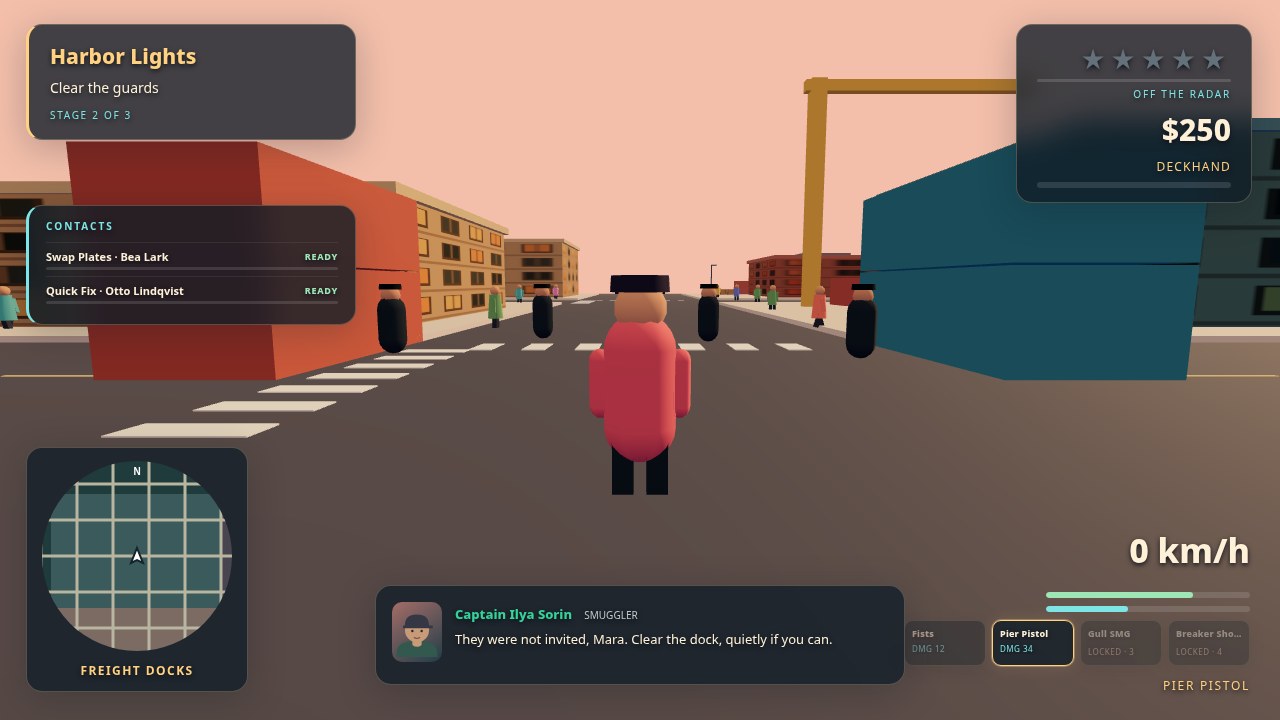 Harbor Lights
Clear the guards
STAGE 2 OF 3
OFF THE RADAR
$250
DECKHAND
CONTACTS
Swap Plates · Bea Lark READY
Quick Fix · Otto Lindqvist READY
N
FREIGHT DOCKS
Captain Ilya Sorin SMUGGLER
They were not invited, Mara. Clear the dock, quietly if you can.
0 km/h
Fists Pier Pistol Gull SMG Breaker Sho...
DMG 12 DMG 34 LOCKED · 3 LOCKED · 4
PIER PISTOL